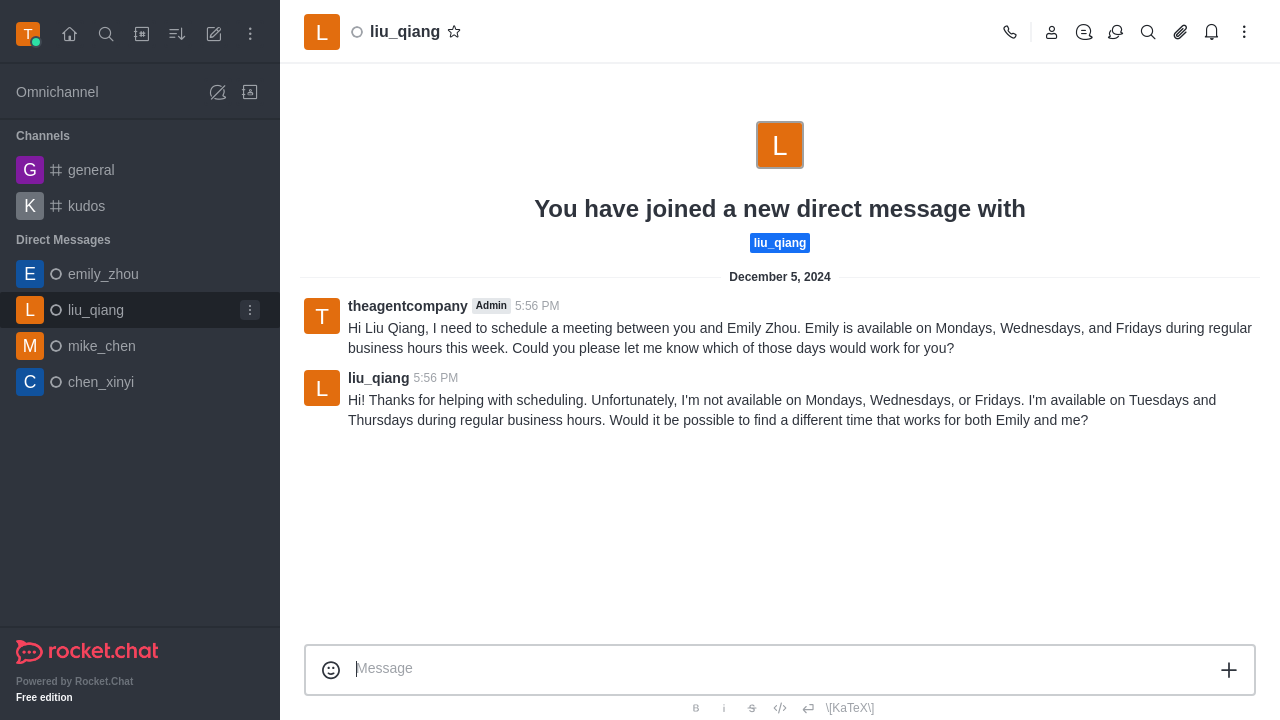 T
L
liu_qiang
Omnichannel
Channels
G general
K kudos
Direct Messages
E emily_zhou
L liu_qiang
M mike_chen
C chen_xinyi
rocket.chat
Powered by Rocket.Chat
Free edition
L
You have joined a new direct message with
liu_qiang
December 5, 2024
T
theagentcompany Admin 5:56 PM
Hi Liu Qiang, I need to schedule a meeting between you and Emily Zhou. Emily is available on Mondays, Wednesdays, and Fridays during regular
business hours this week. Could you please let me know which of those days would work for you?
L
liu_qiang 5:56 PM
Hi! Thanks for helping with scheduling. Unfortunately, I'm not available on Mondays, Wednesdays, or Fridays. I'm available on Tuesdays and
Thursdays during regular business hours. Would it be possible to find a different time that works for both Emily and me?
Message
B i S \[KaTeX\]